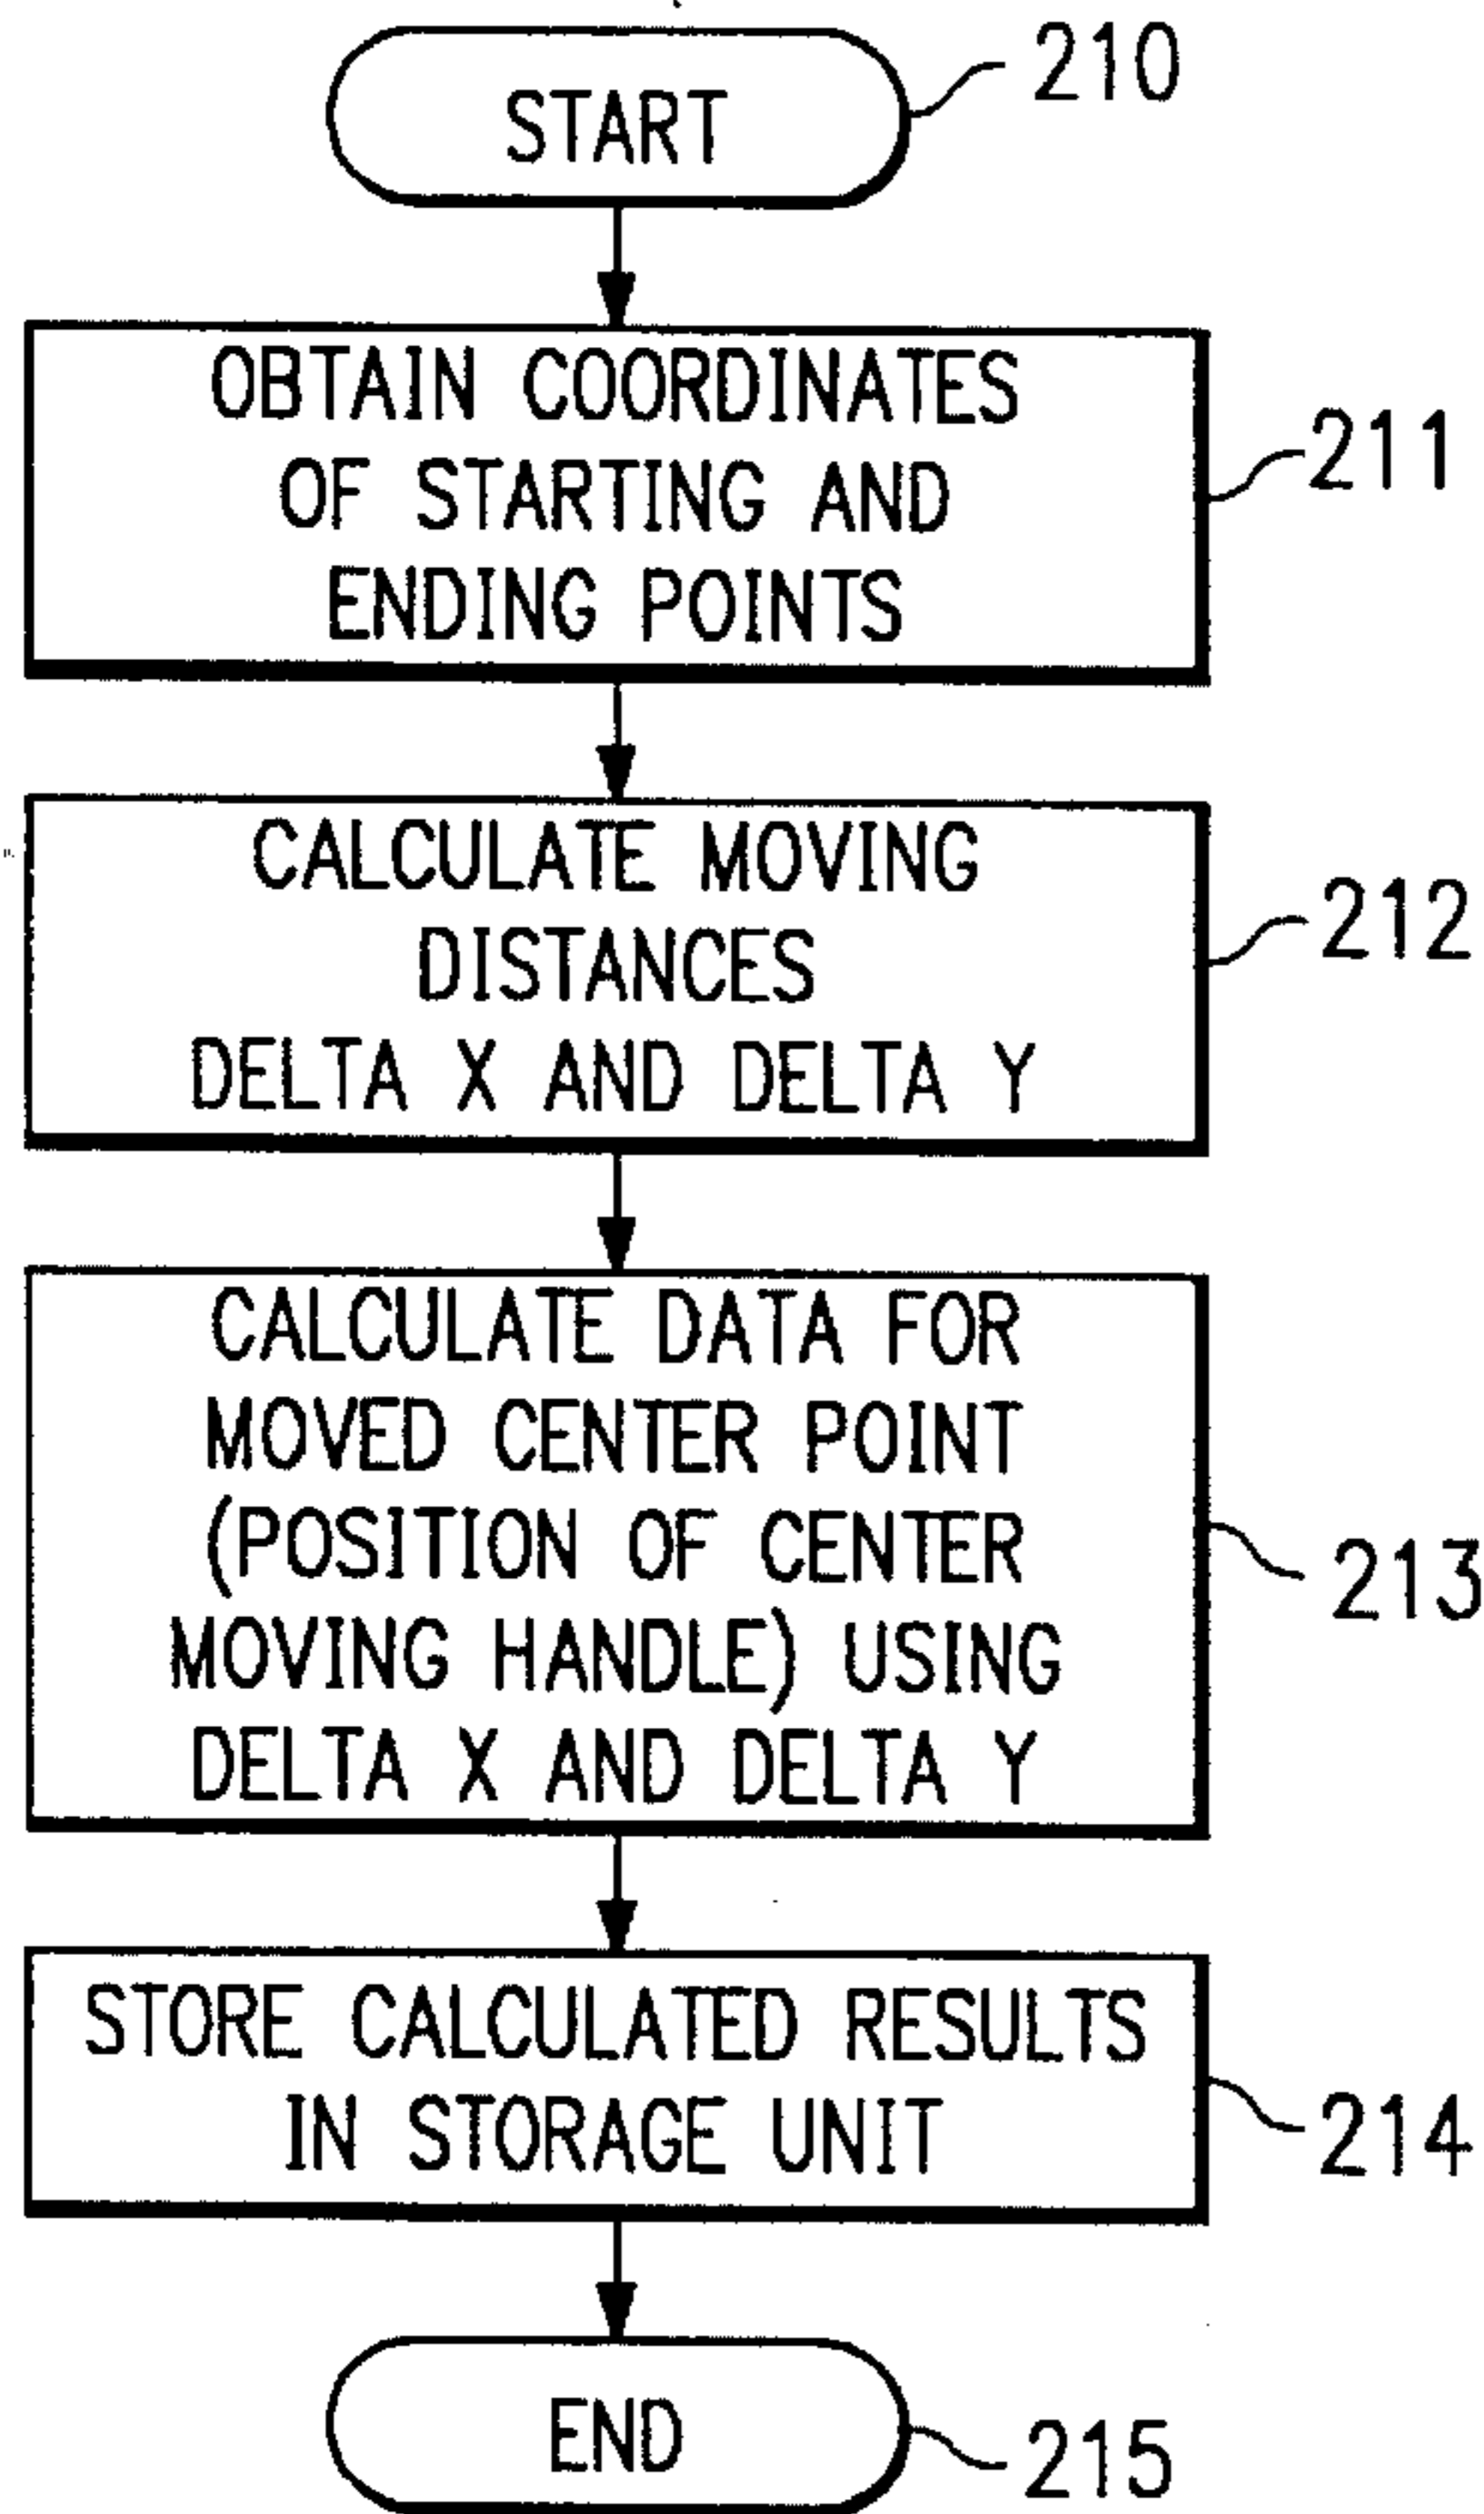 START
210
OBTAIN COORDINATES
OF STARTING AND
ENDING POINTS
211
CALCULATE MOVING
DISTANCES
DELTA X AND DELTA Y
212
CALCULATE DATA FOR
MOVED CENTER POINT
(POSITION OF CENTER
MOVING HANDLE) USING
DELTA X AND DELTA Y
213
STORE CALCULATED RESULTS
IN STORAGE UNIT
214
END
215